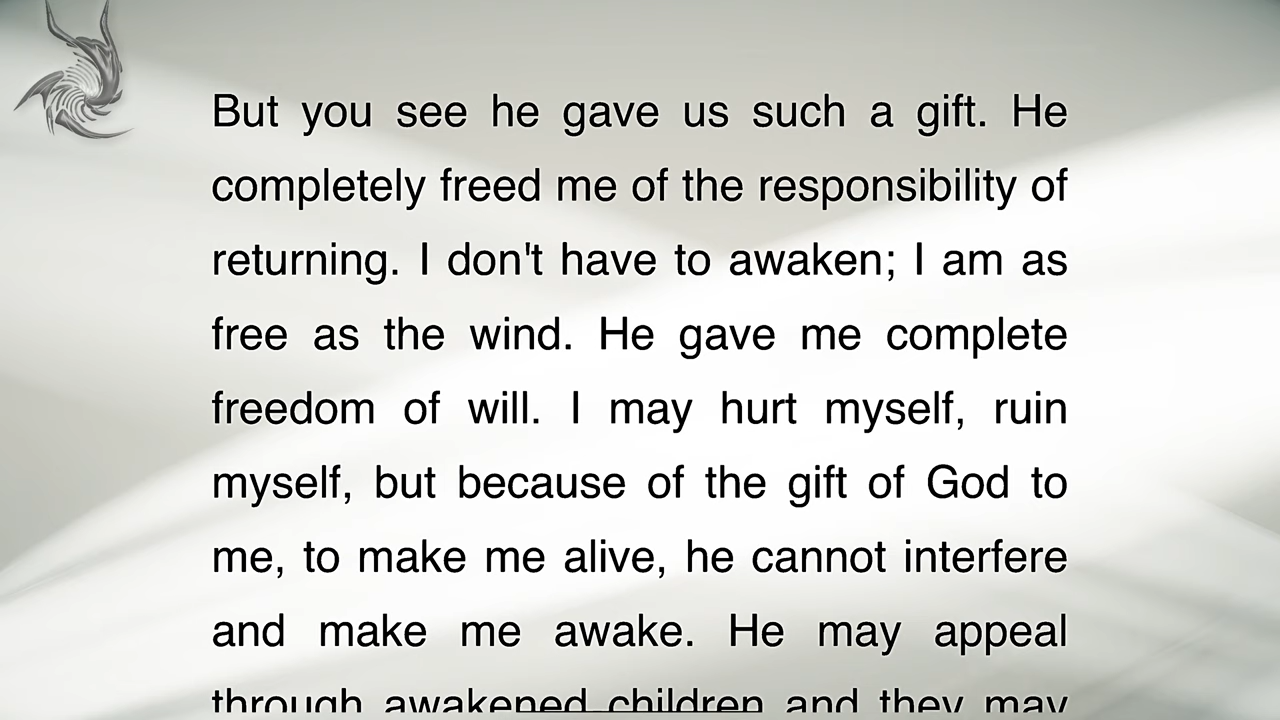 But you see he gave us such a gift. He
completely freed me of the responsibility of
returning. I don't have to awaken; I am as
free as the wind. He gave me complete
freedom of will. I may hurt myself, ruin
myself, but because of the gift of God to
me, to make me alive, he cannot interfere
and make me awake. He may appeal
through awakened children and they may